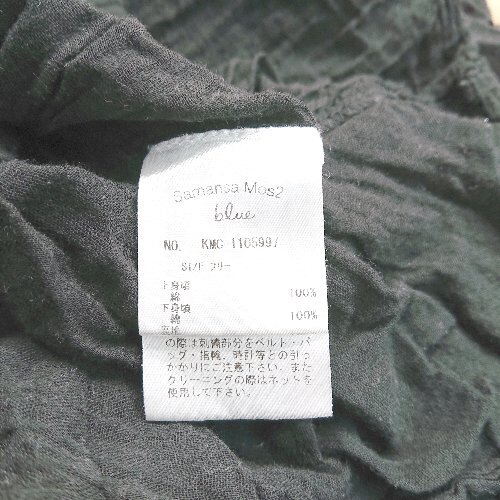 Samansa Mos2
blue
NO. KMC 1105997
SIZE フリー
上身頃
綿 100%
下身頃
綿 100%
の際は刺繍部分をベルト・バ
ッグ・指輪、時計等との引っ
かかりにご注意下さい。また
クリーニングの際はネットを
使用して下さい。